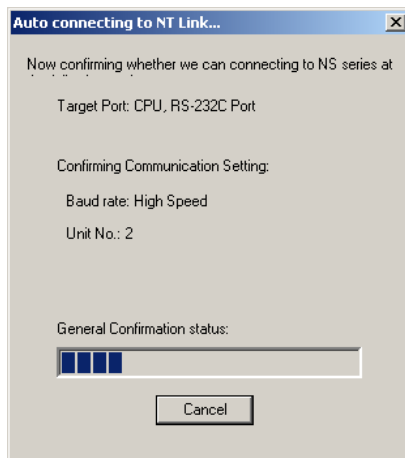 Auto connecting to NT Link...
Now confirming whether we can connecting to NS series at
Target Port: CPU, RS-232C Port
Confirming Communication Setting:
Baud rate: High Speed
Unit No.: 2
General Confirmation status:
Cancel